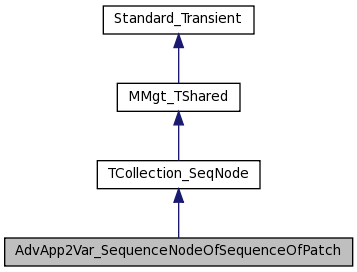 Standard_Transient
MMgt_TShared
TCollection_SeqNode
AdvApp2Var_SequenceNodeOfSequenceOfPatch